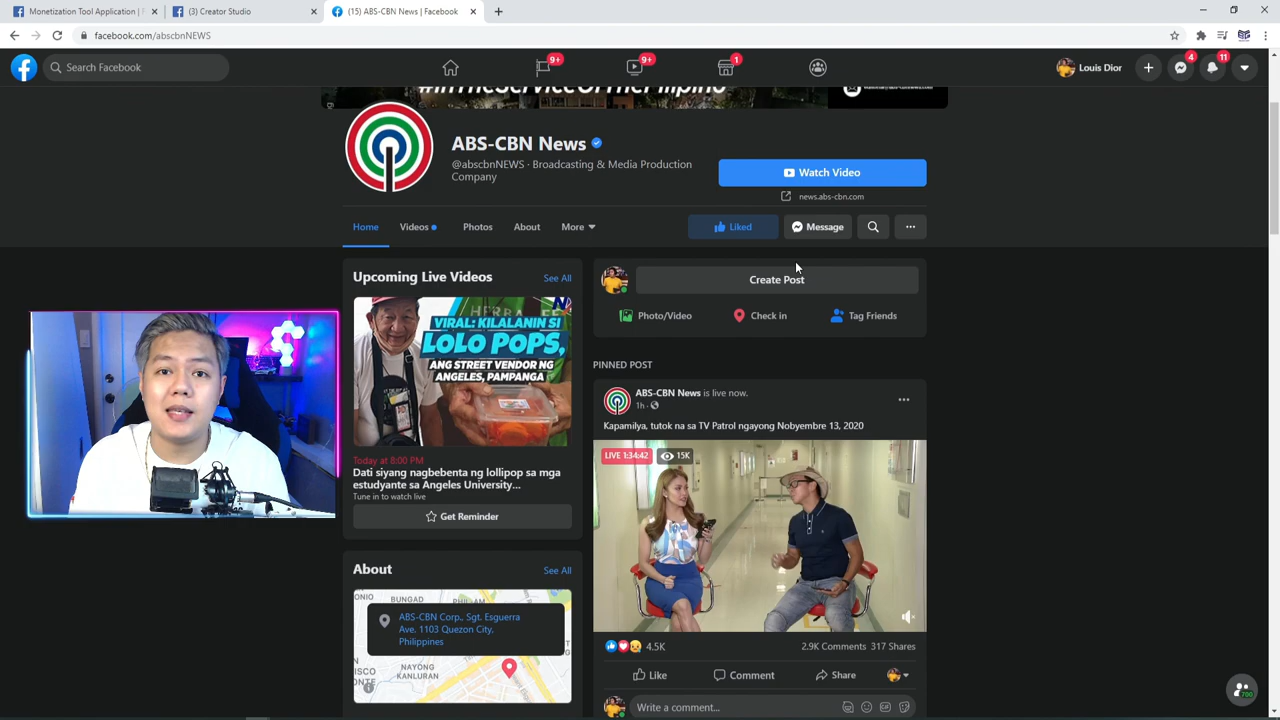 Monetization Tool Application |
(3) Creator Studio
(15) ABS-CBN News | Facebook
facebook.com/abscbnNEWS
Search Facebook
9+
9+
1
Louis Dior
4
11
#InTheServiceOfTheFilipino
ABS-CBN News
@abscbnNEWS · Broadcasting & Media Production
Company
Watch Video
news.abs-cbn.com
Home
Videos
Photos
About
More
Liked
Message
Upcoming Live Videos
See All
VIRAL: KILALANIN SI
LOLO POPS,
ANG STREET VENDOR NG
ANGELES, PAMPANGA
Today at 8:00 PM
Dati siyang nagbebenta ng lollipop sa mga
estudyante sa Angeles University...
Tune in to watch live
Get Reminder
About
See All
BUNGAD
ABS-CBN Corp., Sgt. Esguerra
Ave. 1103 Quezon City,
Philippines
NAYONG
KANLURAN
Create Post
Photo/Video
Check in
Tag Friends
PINNED POST
ABS-CBN News is live now.
1h ·
Kapamilya, tutok na sa TV Patrol ngayong Nobyembre 13, 2020
LIVE 1:34:42
15K
4.5K
2.9K Comments 317 Shares
Like
Comment
Share
Write a comment...
GIF
700